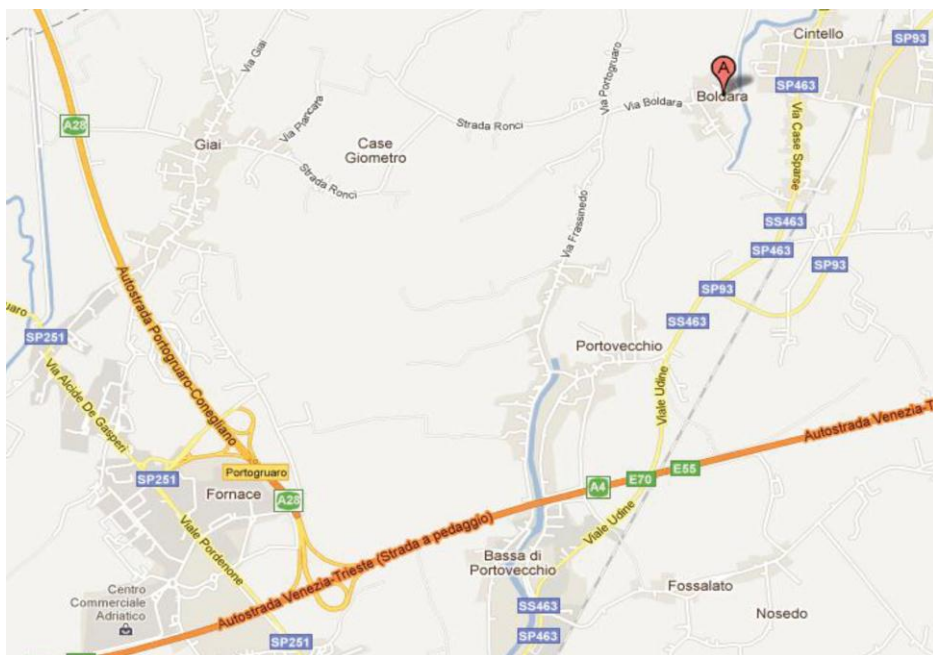 Cintello
SP93
A
SP463
Boldara
Via Giai
Via Portogruaro
Via Boldara
A28
Via Plancara
Strada Ronci
Giai
Case
Giometro
Via Case Sparse
Strada Ronci
SS463
Via Frassinedo
SP463
SP93
SP93
SS463
Autostrada Portogruaro-Conegliano
uaro
SP251
Portovecchio
Viale Udine
Via Alcide De Gasperi
Autostrada Venezia-T
Portogruaro
E55
SP251
E70
A4
Fornace
A28
Viale Udine
Viale Pordenone
Autostrada Venezia-Trieste (Strada a pedaggio)
Bassa di
Portovecchio
Fossalato
Centro
Commerciale
Adriatico
SS463
Nosedo
SP463
SP251